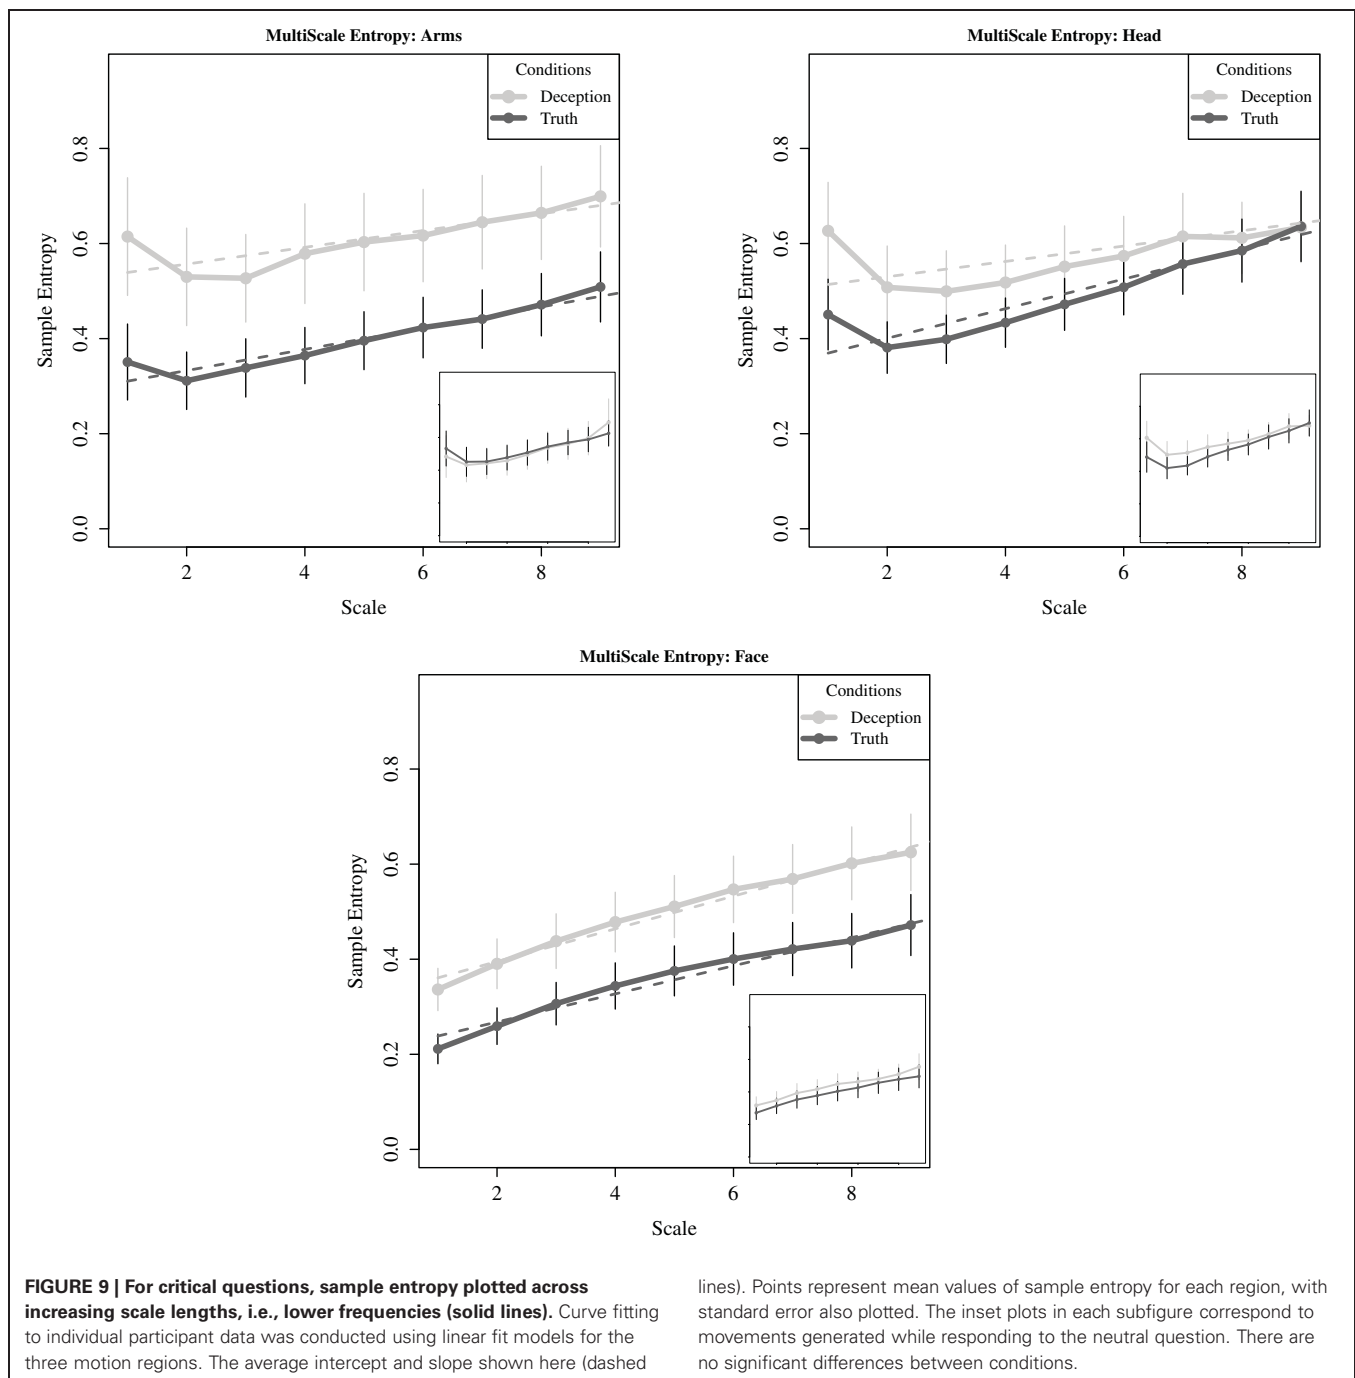 MultiScale Entropy: Arms
Conditions
Deception
Truth
0.8
0.6
0.4
0.2
0.0
Sample Entropy
2 4 6 8
Scale
MultiScale Entropy: Head
Conditions
Deception
Truth
0.8
0.6
0.4
0.2
0.0
Sample Entropy
2 4 6 8
Scale
MultiScale Entropy: Face
Conditions
Deception
Truth
0.8
0.6
0.4
0.2
0.0
Sample Entropy
2 4 6 8
Scale
FIGURE 9 | For critical questions, sample entropy plotted across
increasing scale lengths, i.e., lower frequencies (solid lines). Curve fitting
to individual participant data was conducted using linear fit models for the
three motion regions. The average intercept and slope shown here (dashed
lines). Points represent mean values of sample entropy for each region, with
standard error also plotted. The inset plots in each subfigure correspond to
movements generated while responding to the neutral question. There are
no significant differences between conditions.